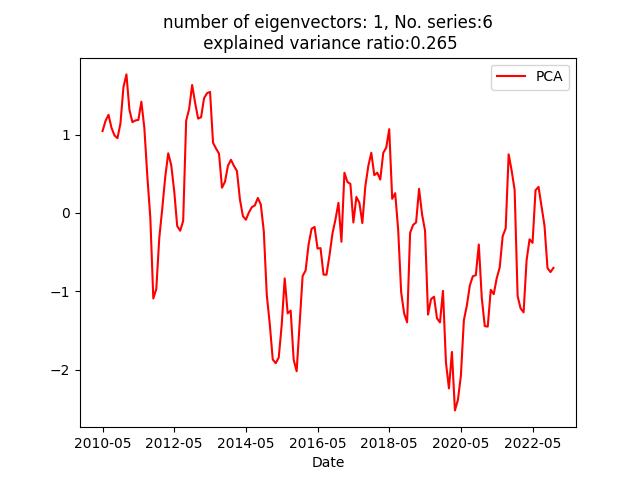 number of eigenvectors: 1, No. series:6
explained variance ratio:0.265
PCA
1
0
−1
−2
2010-05 2012-05 2014-05 2016-05 2018-05 2020-05 2022-05
Date